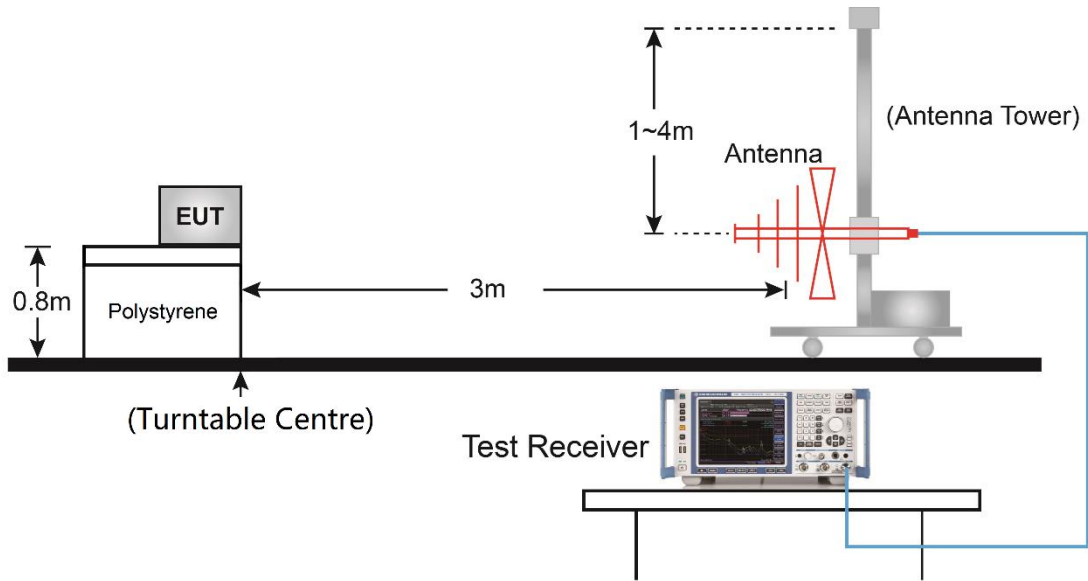 1~4m
(Antenna Tower)
Antenna
EUT
0.8m
Polystyrene
3m
(Turntable Centre)
Test Receiver